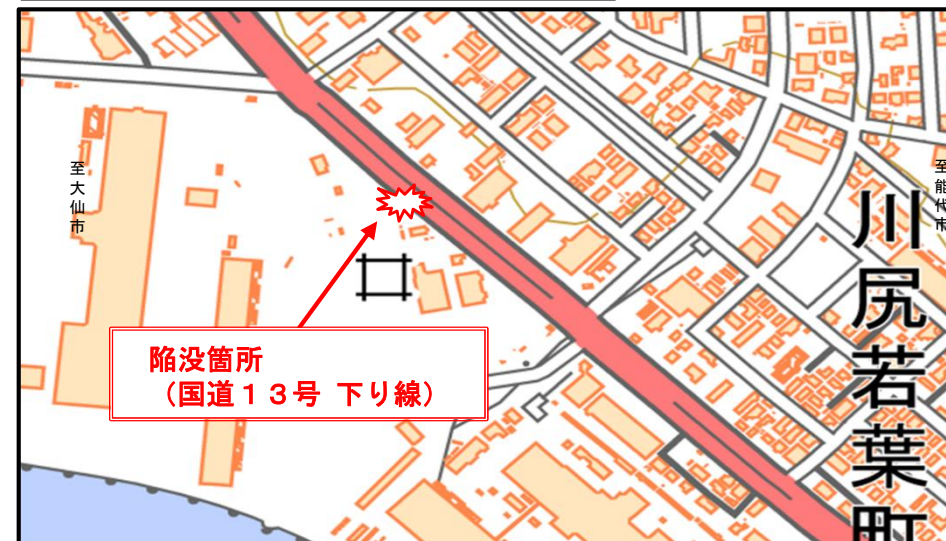 至大仙市
至能代市
川尻若葉町
陥没箇所
（国道１３号 下り線）